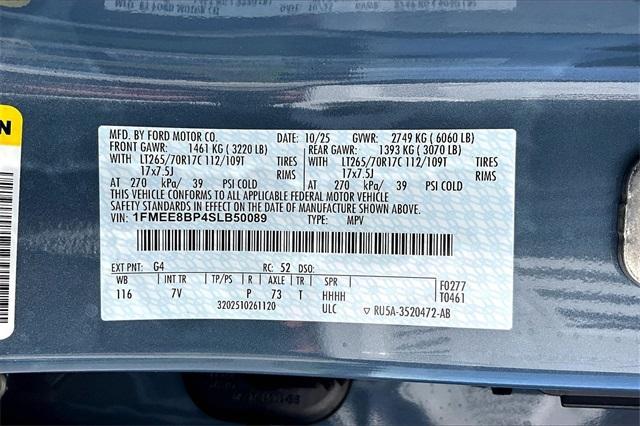 MFD. BY FORD MOTOR CO. 10/25 GVWR: 2749 KG ( 6060 LB)
FRONT GAWR: 1461 KG ( 3220 LB) REAR GAWR: 1393 KG ( 3070 LB)
WITH LT265/70R17C 112/109T TIRES WITH LT265/70R17C 112/109T TIRES
17x7.5J RIMS 17x7.5J RIMS
AT 270 kPa/ 39 PSI COLD AT 270 kPa/ 39 PSI COLD
THIS VEHICLE CONFORMS TO ALL APPLICABLE FEDERAL MOTOR VEHICLE
SAFETY STANDARDS IN EFFECT ON THE DATE OF MANUFACTURE SHOWN ABOVE.
VIN: 1FMEE8BP4SLB50089 TYPE: MPV
EXT PNT: G4 RC: 52 DSO:
WB INT TR TP/PS R AXLE TR SPR F0277
116 7V P 73 T HHHH T0461
3202510261120 ULC RU5A-3520472-AB